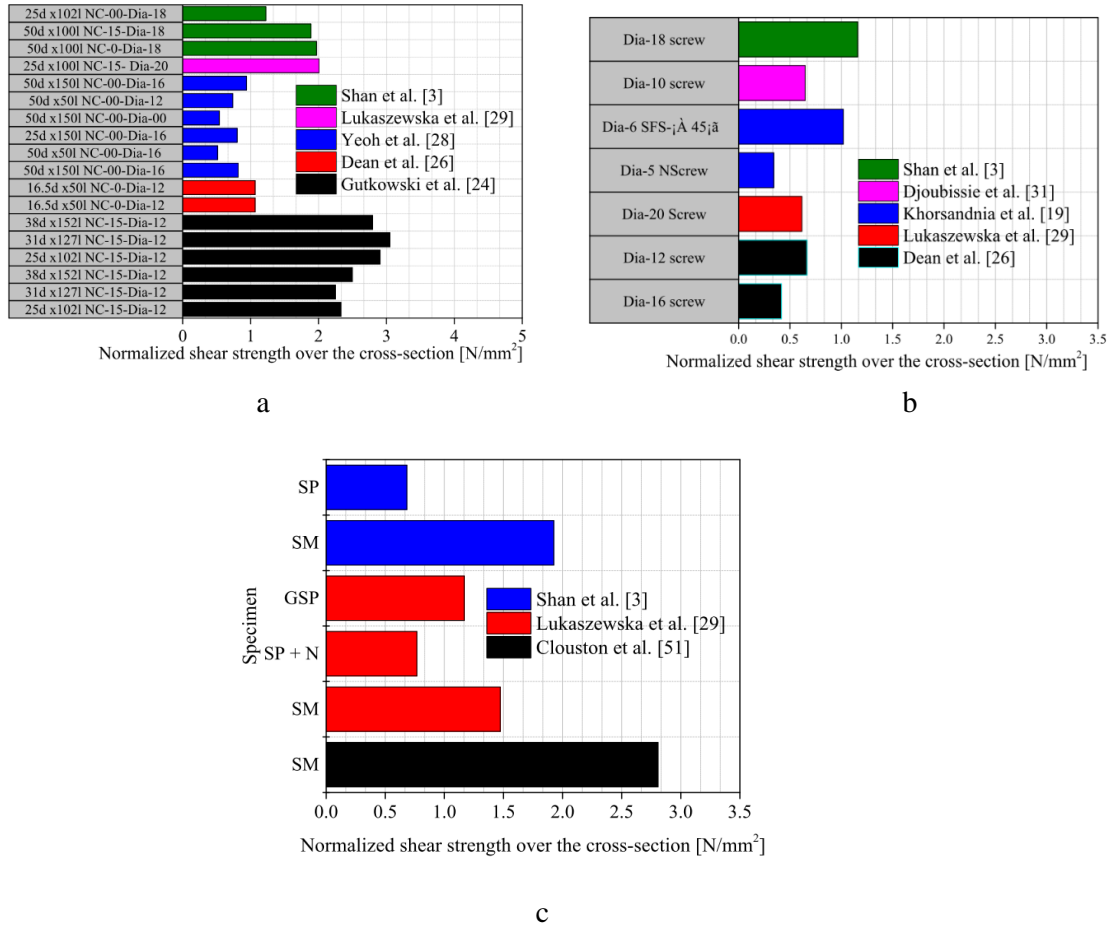 25d x102l NC-00-Dia-18
50d x100l NC-15-Dia-18
50d x100l NC-0-Dia-18
25d x100l NC-15- Dia-20
50d x150l NC-00-Dia-16
50d x50l NC-00-Dia-12
50d x150l NC-00-Dia-00
25d x150l NC-00-Dia-16
50d x50l NC-00-Dia-16
50d x150l NC-00-Dia-16
16.5d x50l NC-0-Dia-12
16.5d x50l NC-0-Dia-12
38d x152l NC-15-Dia-12
31d x127l NC-15-Dia-12
25d x102l NC-15-Dia-12
38d x152l NC-15-Dia-12
31d x127l NC-15-Dia-12
25d x102l NC-15-Dia-12
Shan et al. [3]
Lukaszewska et al. [29]
Yeoh et al. [28]
Dean et al. [26]
Gutkowski et al. [24]
0 1 2 3 4 5
Normalized shear strength over the cross-section [N/mm²]
a
Dia-18 screw
Dia-10 screw
Dia-6 SFS-¡À 45¡ã
Dia-5 NScrew
Dia-20 Screw
Dia-12 screw
Dia-16 screw
Shan et al. [3]
Djoubissie et al. [31]
Khorsandnia et al. [19]
Lukaszewska et al. [29]
Dean et al. [26]
0.0 0.5 1.0 1.5 2.0 2.5 3.0 3.5
Normalized shear strength over the cross-section [N/mm²]
b
Specimen
SP
SM
GSP
SP + N
SM
SM
Shan et al. [3]
Lukaszewska et al. [29]
Clouston et al. [51]
0.0 0.5 1.0 1.5 2.0 2.5 3.0 3.5
Normalized shear strength over the cross-section [N/mm²]
c